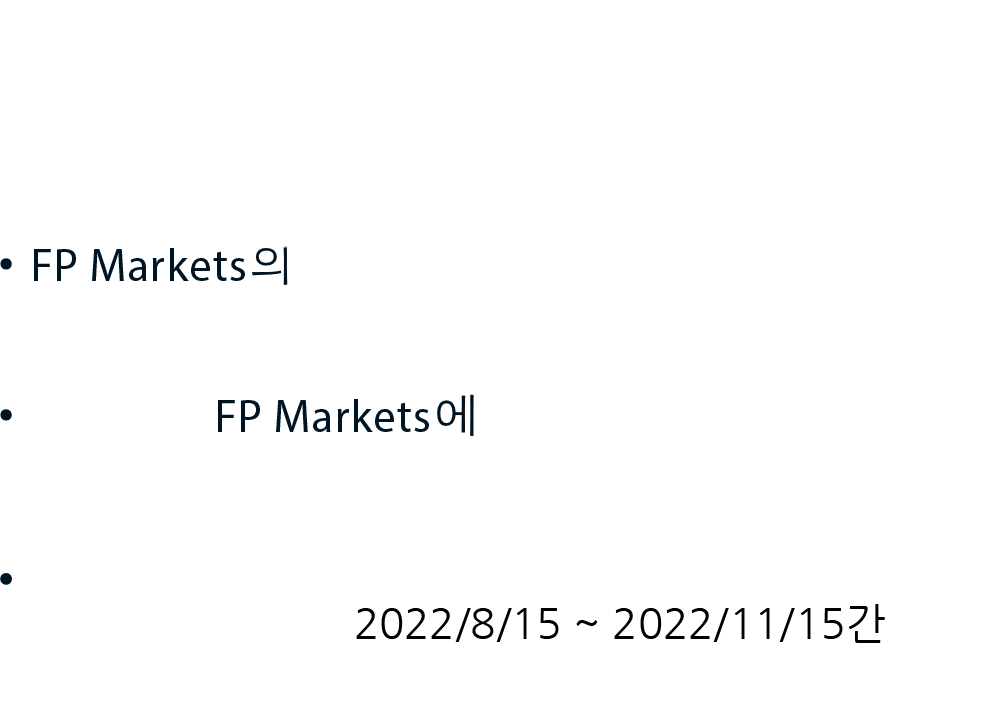 • FP Markets의
• FP Markets에
•
2022/8/15 ~ 2022/11/15간